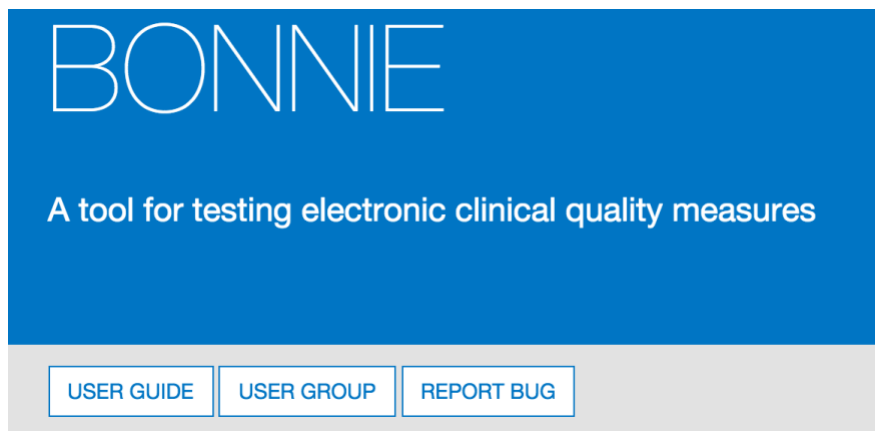 BONNIE
A tool for testing electronic clinical quality measures
USER GUIDE USER GROUP REPORT BUG